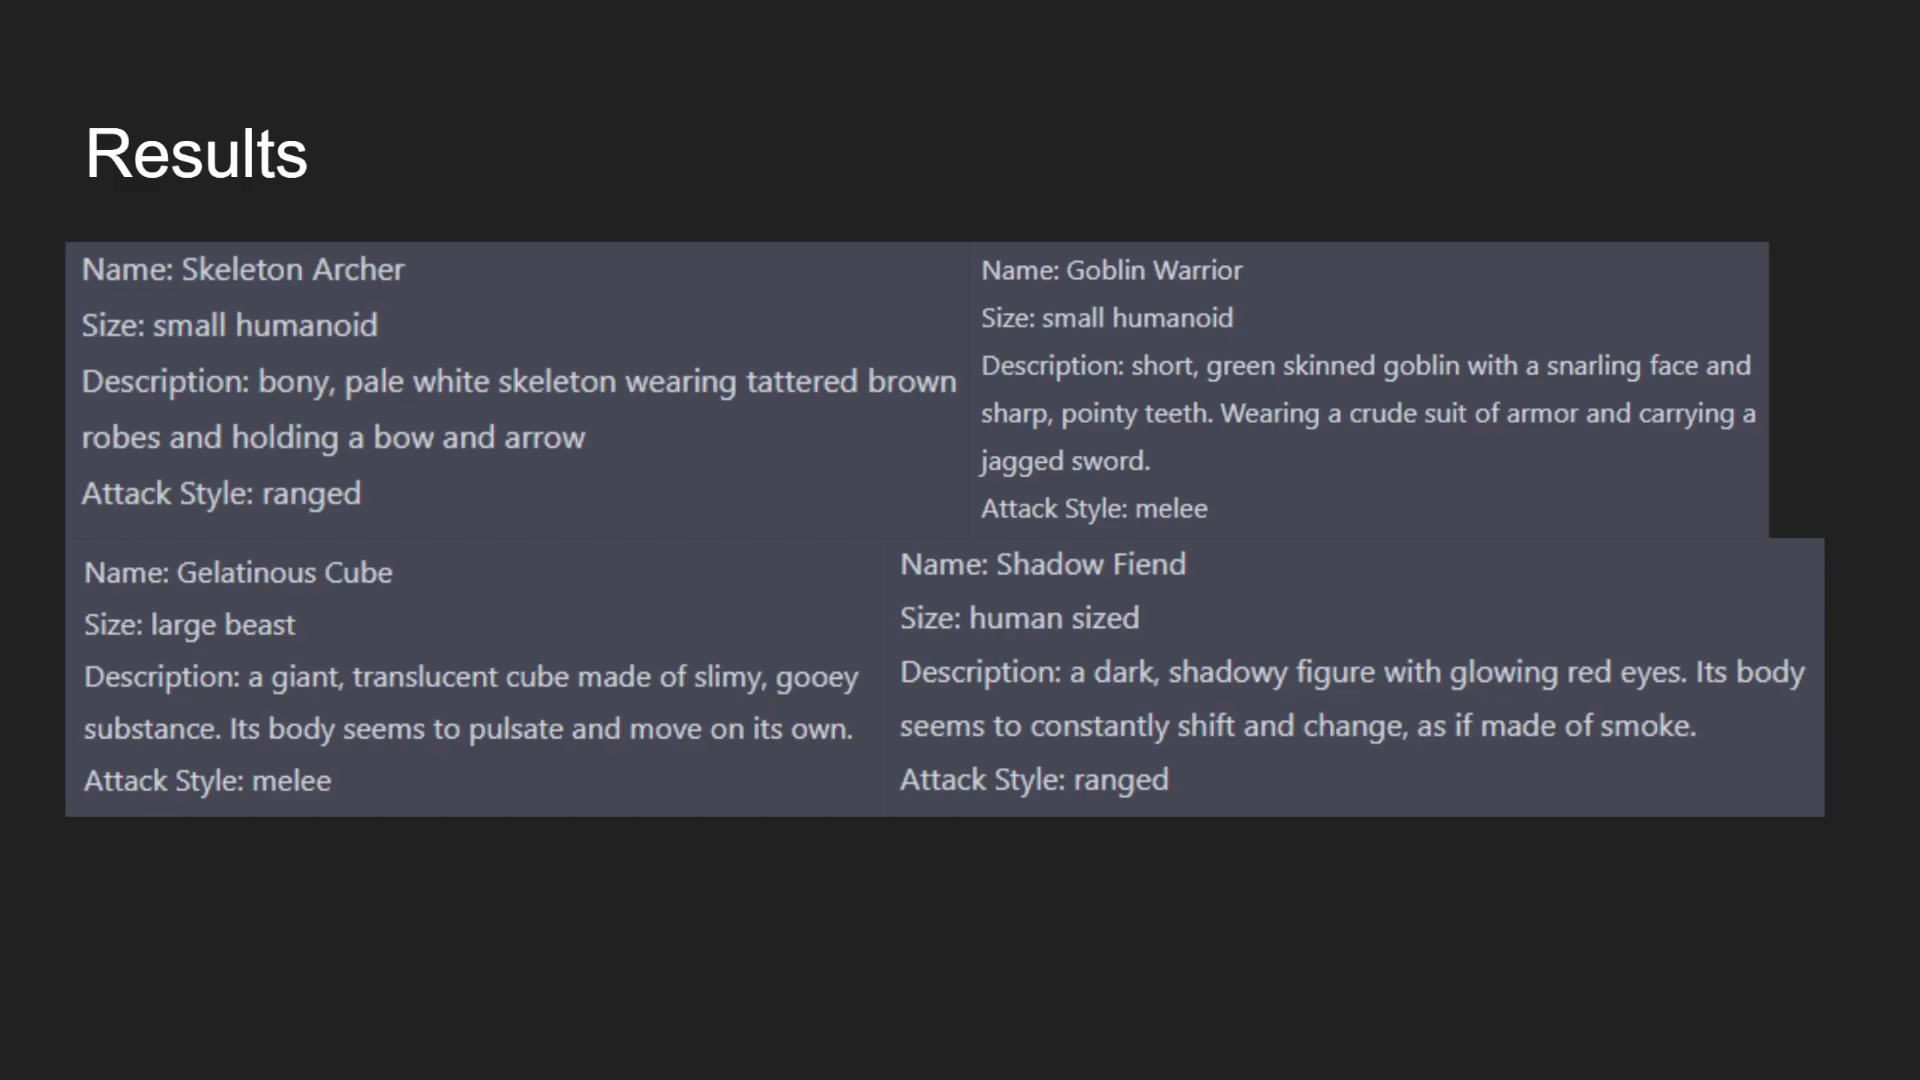 Results
Name: Skeleton Archer
Size: small humanoid
Description: bony, pale white skeleton wearing tattered brown
robes and holding a bow and arrow
Attack Style: ranged
Name: Goblin Warrior
Size: small humanoid
Description: short, green skinned goblin with a snarling face and
sharp, pointy teeth. Wearing a crude suit of armor and carrying a
jagged sword.
Attack Style: melee
Name: Gelatinous Cube
Size: large beast
Description: a giant, translucent cube made of slimy, gooey
substance. Its body seems to pulsate and move on its own.
Attack Style: melee
Name: Shadow Fiend
Size: human sized
Description: a dark, shadowy figure with glowing red eyes. Its body
seems to constantly shift and change, as if made of smoke.
Attack Style: ranged